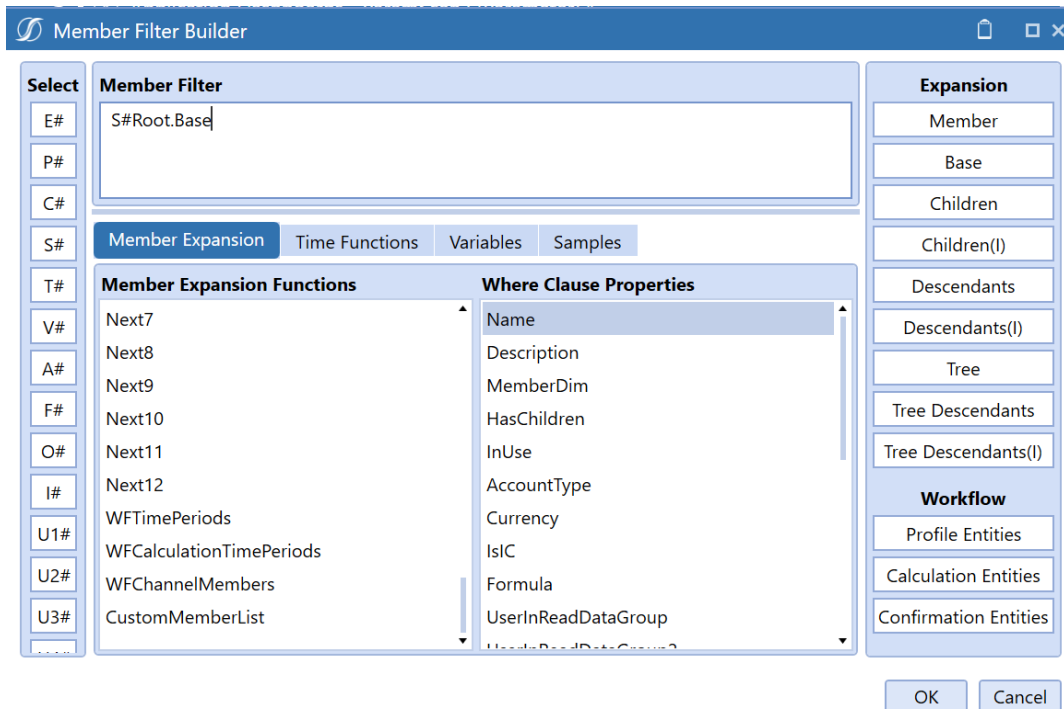 Member Filter Builder
Select
E#
P#
C#
S#
T#
V#
A#
F#
O#
I#
U1#
U2#
U3#
Member Filter
S#Root.Base
Member Expansion
Time Functions
Variables
Samples
Member Expansion Functions
Next7
Next8
Next9
Next10
Next11
Next12
WFTimePeriods
WFCalculationTimePeriods
WFChannelMembers
CustomMemberList
Where Clause Properties
Name
Description
MemberDim
HasChildren
InUse
AccountType
Currency
IsIC
Formula
UserInReadDataGroup
Expansion
Member
Base
Children
Children(I)
Descendants
Descendants(I)
Tree
Tree Descendants
Tree Descendants(I)
Workflow
Profile Entities
Calculation Entities
Confirmation Entities
OK
Cancel